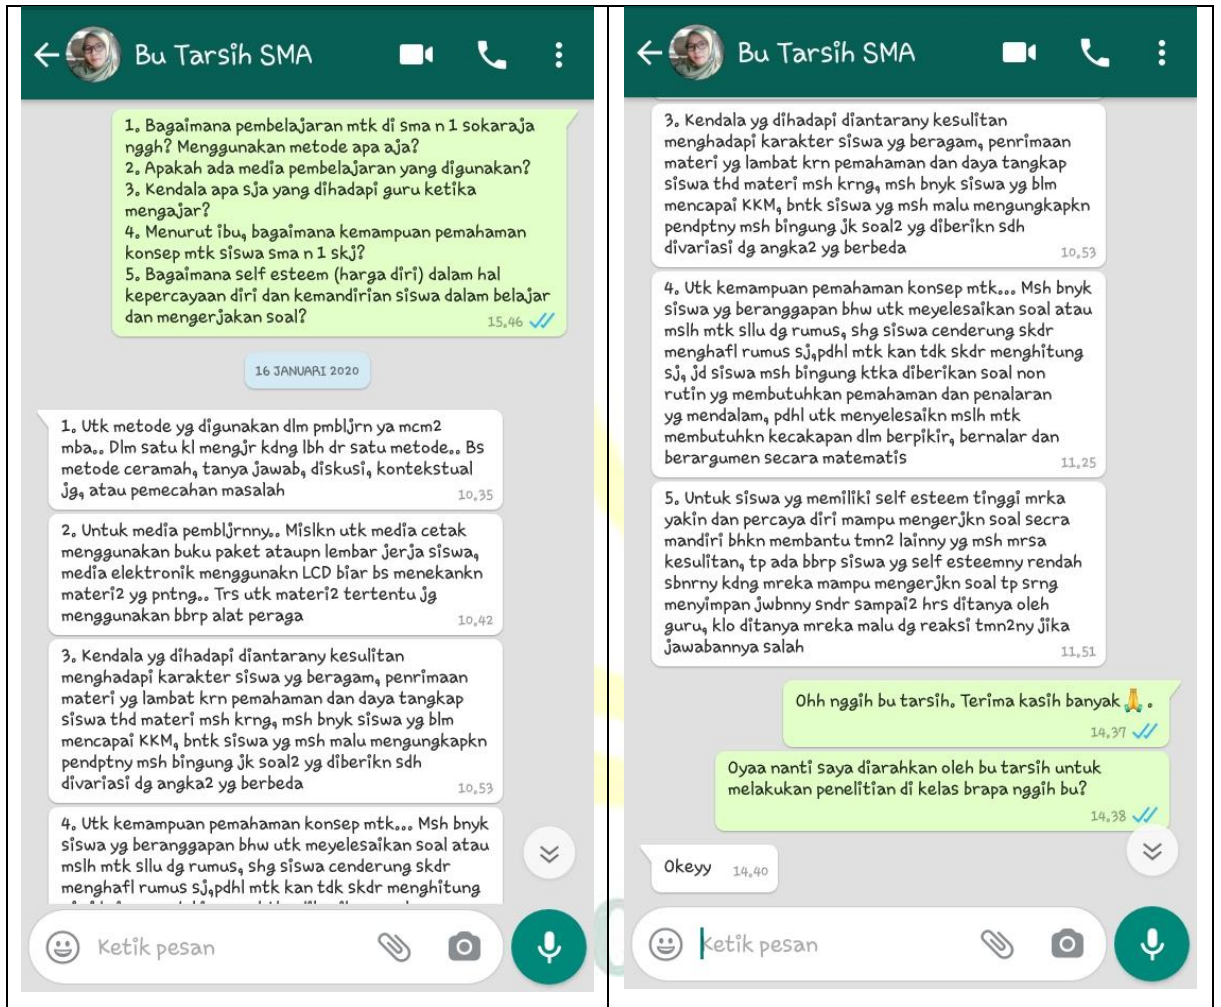 Bu Tarsih SMA
1. Bagaimana pembelajaran mtk di sma n 1 sokaraja
nggh? Menggunakan metode apa aja?
2. Apakah ada media pembelajaran yang digunakan?
3. Kendala apa sja yang dihadapi guru ketika
mengajar?
4. Menurut ibu, bagaimana kemampuan pemahaman
konsep mtk siswa sma n 1 skj?
5. Bagaimana self esteem (harga diri) dalam hal
kepercayaan diri dan kemandirian siswa dalam belajar
dan mengerjakan soal?
15.46
16 JANUARI 2020
1. Utk metode yg digunakan dlm pmbljrn ya mcm2
mba.. Dlm satu kl mengjr kdng lbh dr satu metode.. Bs
metode ceramah, tanya jawab, diskusi, kontekstual
jg, atau pemecahan masalah
10.35
2. Untuk media pembljrnny.. Mislkn utk media cetak
menggunakan buku paket ataupn lembar jerja siswa,
media elektronik menggunakn LCD biar bs menekankn
materi2 yg pntng.. Trs utk materi2 tertentu jg
menggunakan bbrp alat peraga
10.42
3. Kendala yg dihadapi diantarany kesulitan
menghadapi karakter siswa yg beragam, penrimaan
materi yg lambat krn pemahaman dan daya tangkap
siswa thd materi msh krng, msh bnyk siswa yg blm
mencapai KKM, bntk siswa yg msh malu mengungkapkn
pendptny msh bingung jk soal2 yg diberikn sdh
divariasi dg angka2 yg berbeda
10.53
4. Utk kemampuan pemahaman konsep mtk... Msh bnyk
siswa yg beranggapan bhw utk meyelesaikan soal atau
mslh mtk sllu dg rumus, shg siswa cenderung skdr
menghafl rumus sj,pdhl mtk kan tdk skdr menghitung
Ketik pesan
Bu Tarsih SMA
3. Kendala yg dihadapi diantarany kesulitan
menghadapi karakter siswa yg beragam, penrimaan
materi yg lambat krn pemahaman dan daya tangkap
siswa thd materi msh krng, msh bnyk siswa yg blm
mencapai KKM, bntk siswa yg msh malu mengungkapkn
pendptny msh bingung jk soal2 yg diberikn sdh
divariasi dg angka2 yg berbeda
10.53
4. Utk kemampuan pemahaman konsep mtk... Msh bnyk
siswa yg beranggapan bhw utk meyelesaikan soal atau
mslh mtk sllu dg rumus, shg siswa cenderung skdr
menghafl rumus sj,pdhl mtk kan tdk skdr menghitung
sj, jd siswa msh bingung ktka diberikan soal non
rutin yg membutuhkan pemahaman dan penalaran
yg mendalam, pdhl utk menyelesaikn mslh mtk
membutuhkn kecakapan dlm berpikir, bernalar dan
berargumen secara matematis
11.25
5. Untuk siswa yg memiliki self esteem tinggi mrka
yakin dan percaya diri mampu mengerjkn soal secra
mandiri bhkn membantu tmn2 lainny yg msh mrsa
kesulitan, tp ada bbrp siswa yg self esteemny rendah
sbnrny kdng mreka mampu mengerjkn soal tp srng
menyimpan jwbnny sndr sampai2 hrs ditanya oleh
guru, klo ditanya mreka malu dg reaksi tmn2ny jika
jawabannya salah
11.51
Ohh nggih bu tarsih. Terima kasih banyak 🙏 .
14.37
Oyaa nanti saya diarahkan oleh bu tarsih untuk
melakukan penelitian di kelas brapa nggih bu?
14.38
Okeyy 14.40
Ketik pesan